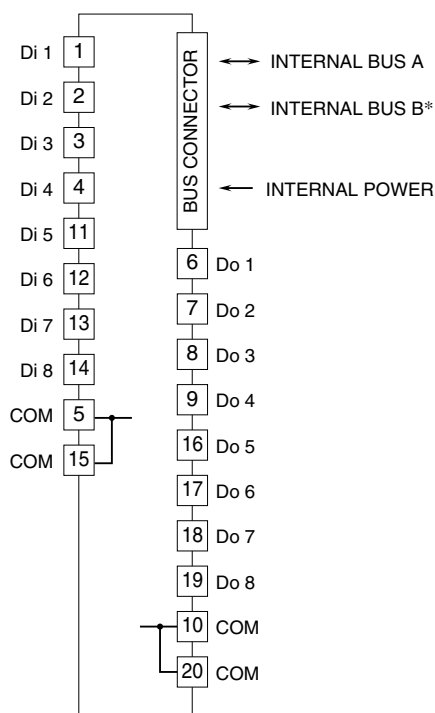 Di 1 1
Di 2 2
Di 3 3
Di 4 4
Di 5 11
Di 6 12
Di 7 13
Di 8 14
COM 5
COM 15
BUS CONNECTOR
INTERNAL BUS A
INTERNAL BUS B*
INTERNAL POWER
6 Do 1
7 Do 2
8 Do 3
9 Do 4
16 Do 5
17 Do 6
18 Do 7
19 Do 8
10 COM
20 COM